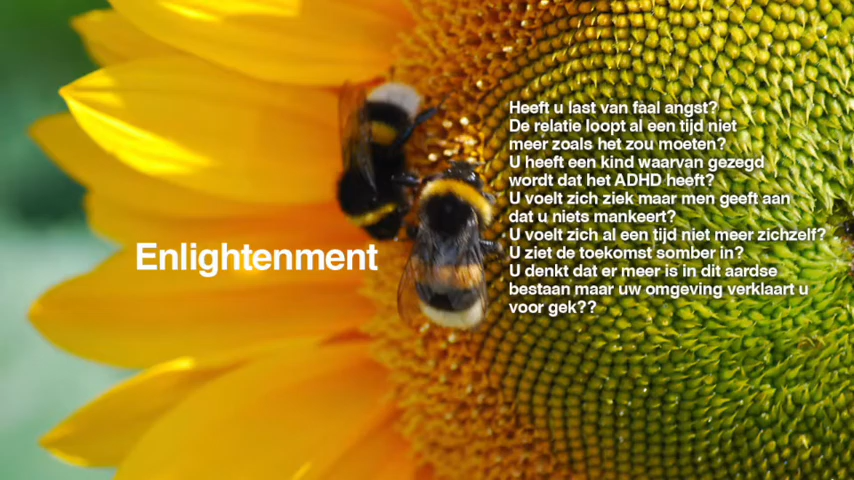 Enlightenment
Heeft u last van faal angst?
De relatie loopt al een tijd niet
meer zoals het zou moeten?
U heeft een kind waarvan gezegd
wordt dat het ADHD heeft?
U voelt zich ziek maar men geeft aan
dat u niets mankeert?
U voelt zich al een tijd niet meer zichzelf?
U ziet de toekomst somber in?
U denkt dat er meer is in dit aardse
bestaan maar uw omgeving verklaart u
voor gek??